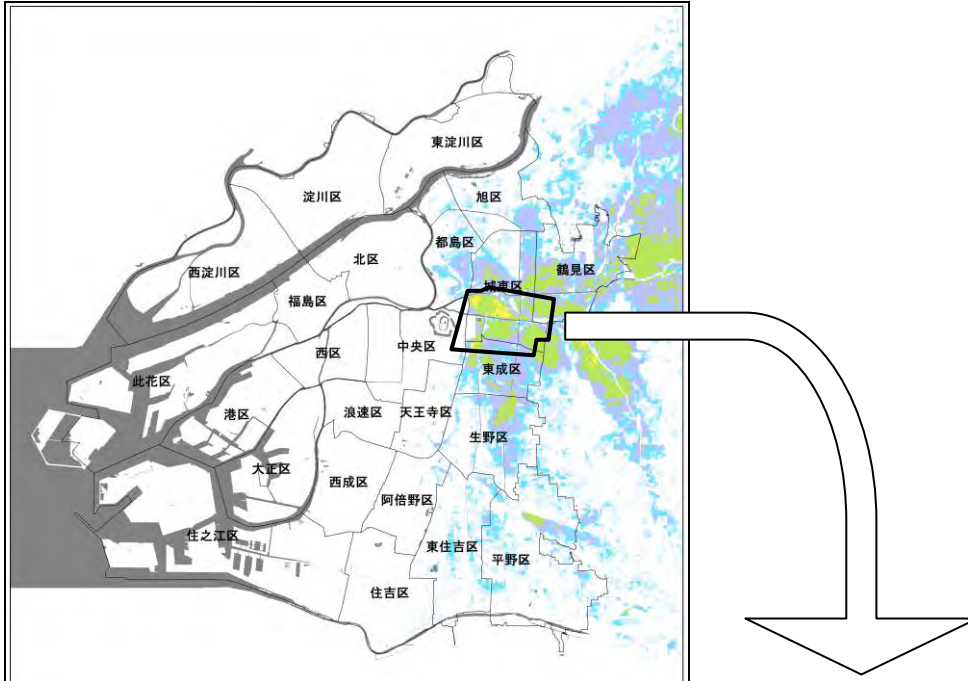 東淀川区
淀川区
旭区
都島区
北区
鶴見区
西淀川区
城東区
福島区
中央区
西区
東成区
此花区
港区
浪速区
天王寺区
生野区
大正区
西成区
阿倍野区
住之江区
東住吉区
平野区
住吉区